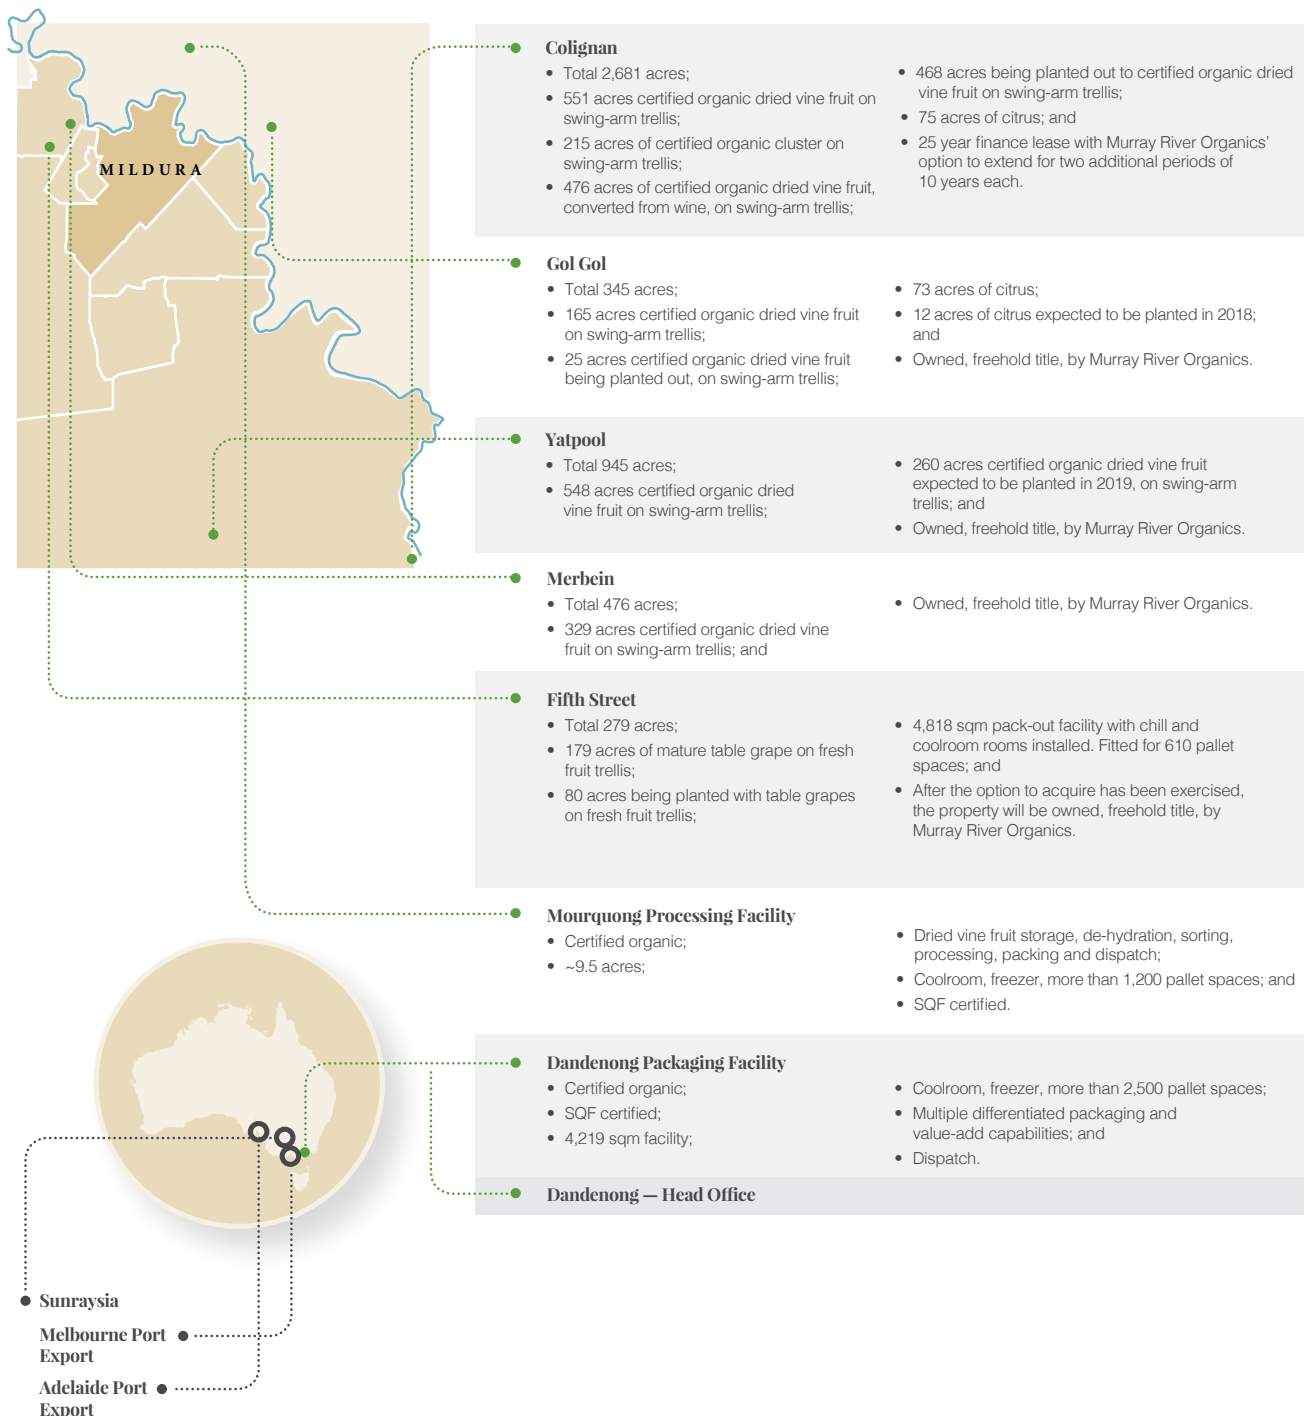 MILDURA
Colignan
• Total 2,681 acres;
• 551 acres certified organic dried vine fruit on
swing-arm trellis;
• 215 acres of certified organic cluster on
swing-arm trellis;
• 476 acres of certified organic dried vine fruit,
converted from wine, on swing-arm trellis;
• 468 acres being planted out to certified organic dried
vine fruit on swing-arm trellis;
• 75 acres of citrus; and
• 25 year finance lease with Murray River Organics’
option to extend for two additional periods of
10 years each.
Gol Gol
• Total 345 acres;
• 165 acres certified organic dried vine fruit
on swing-arm trellis;
• 25 acres certified organic dried vine fruit
being planted out, on swing-arm trellis;
• 73 acres of citrus;
• 12 acres of citrus expected to be planted in 2018;
and
• Owned, freehold title, by Murray River Organics.
Yatpool
• Total 945 acres;
• 548 acres certified organic dried
vine fruit on swing-arm trellis;
• 260 acres certified organic dried vine fruit
expected to be planted in 2019, on swing-arm
trellis; and
• Owned, freehold title, by Murray River Organics.
Merbein
• Total 476 acres;
• 329 acres certified organic dried vine
fruit on swing-arm trellis; and
• Owned, freehold title, by Murray River Organics.
Fifth Street
• Total 279 acres;
• 179 acres of mature table grape on fresh
fruit trellis;
• 80 acres being planted with table grapes
on fresh fruit trellis;
• 4,818 sqm pack-out facility with chill and
coolroom rooms installed. Fitted for 610 pallet
spaces; and
• After the option to acquire has been exercised,
the property will be owned, freehold title, by
Murray River Organics.
Mourquong Processing Facility
• Certified organic;
• ~9.5 acres;
• Dried vine fruit storage, de-hydration, sorting,
processing, packing and dispatch;
• Coolroom, freezer, more than 1,200 pallet spaces; and
• SQF certified.
Dandenong Packaging Facility
• Certified organic;
• SQF certified;
• 4,219 sqm facility;
• Coolroom, freezer, more than 2,500 pallet spaces;
• Multiple differentiated packaging and
value-add capabilities; and
• Dispatch.
Dandenong — Head Office
Sunraysia
Melbourne Port
Export
Adelaide Port
Export